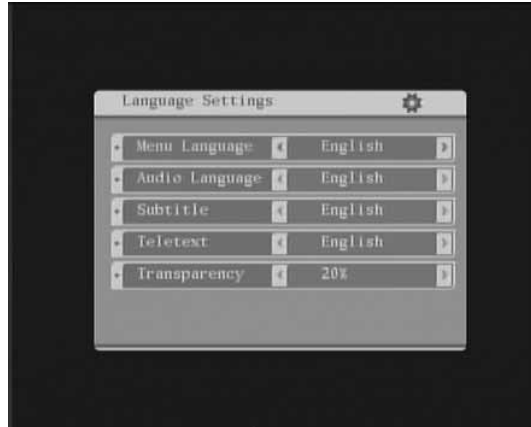 Language Settings
Menu Language English
Audio Language English
Subtitle English
Teletext English
Transparency 20%